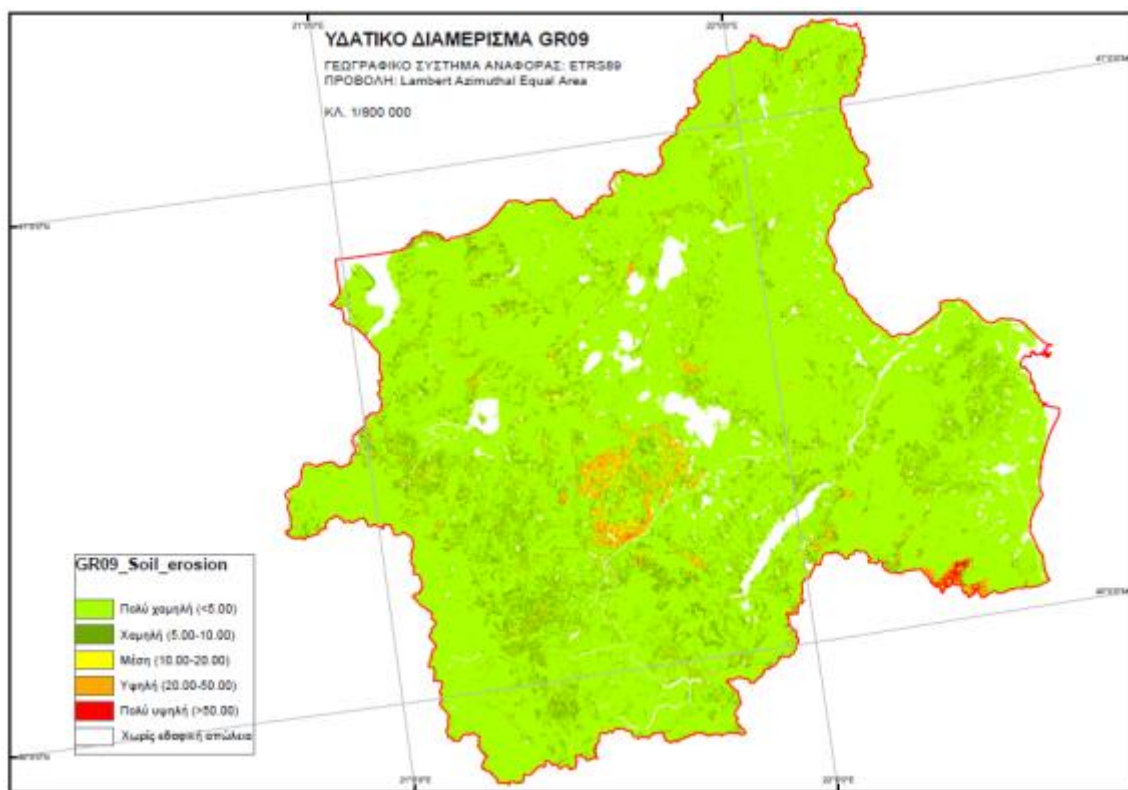 ΥΔΑΤΙΚΟ ΔΙΑΜΕΡΙΣΜΑ GR09
ΓΕΩΓΡΑΦΙΚΟ ΣΥΣΤΗΜΑ ΑΝΑΦΟΡΑΣ: ETRS89
ΠΡΟΒΟΛΗ: Lambert Azimuthal Equal Area
ΚΛ. 1/800 000
GR09_Soil_erosion
Πολύ χαμηλή (<5.00)
Χαμηλή (5.00-10.00)
Μέση (10.00-20.00)
Υψηλή (20.00-50.00)
Πολύ υψηλή (>50.00)
Χωρίς εδαφική απώλεια